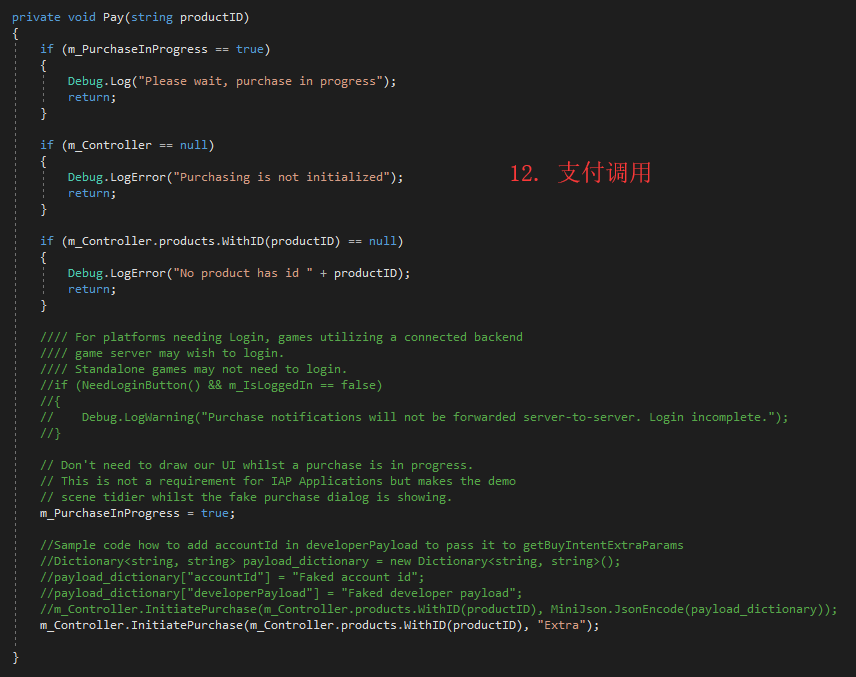 private void Pay(string productID)
{
if (m_PurchaseInProgress == true)
{
Debug.Log("Please wait, purchase in progress");
return;
}
if (m_Controller == null)
{
Debug.LogError("Purchasing is not initialized");
return;
}
12. 支付调用
if (m_Controller.products.WithID(productID) == null)
{
Debug.LogError("No product has id " + productID);
return;
}
//// For platforms needing Login, games utilizing a connected backend
//// game server may wish to login.
//// Standalone games may not need to login.
//if (NeedLoginButton() && m_IsLoggedIn == false)
//{
//    Debug.LogWarning("Purchase notifications will not be forwarded server-to-server. Login incomplete.");
//}
// Don't need to draw our UI whilst a purchase is in progress.
// This is not a requirement for IAP Applications but makes the demo
// scene tidier whilst the fake purchase dialog is showing.
m_PurchaseInProgress = true;
//Sample code how to add accountId in developerPayload to pass it to getBuyIntentExtraParams
//Dictionary<string, string> payload_dictionary = new Dictionary<string, string>();
//payload_dictionary["accountId"] = "Faked account id";
//payload_dictionary["developerPayload"] = "Faked developer payload";
//m_Controller.InitiatePurchase(m_Controller.products.WithID(productID), MiniJson.JsonEncode(payload_dictionary));
m_Controller.InitiatePurchase(m_Controller.products.WithID(productID), "Extra");
}